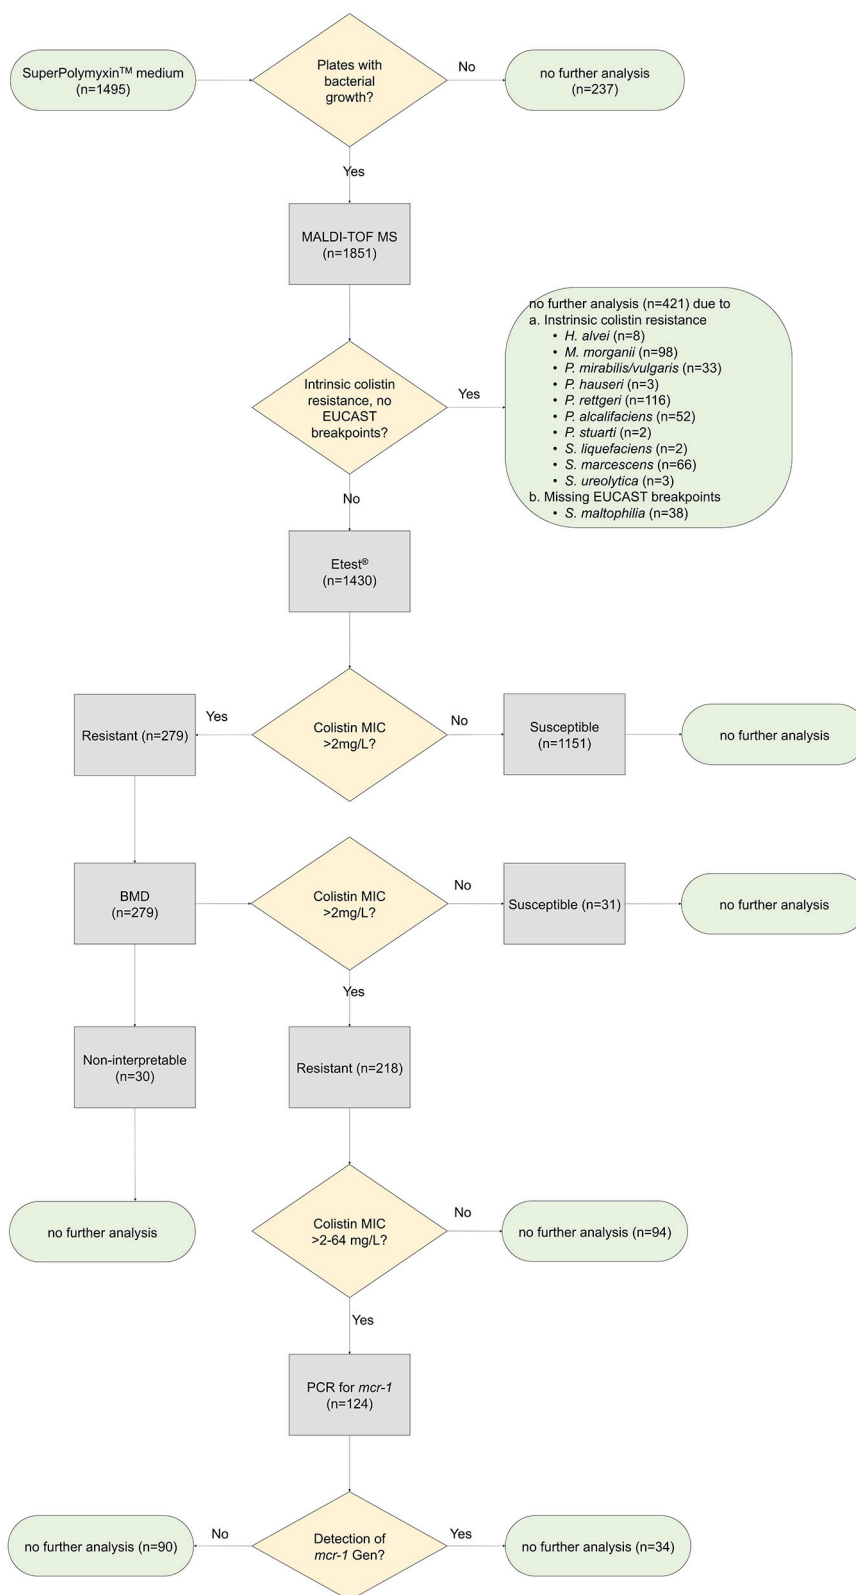 SuperPolymyxin™ medium
(n=1495)
Plates with
bacterial
growth?
No
no further analysis
(n=237)
Yes
MALDI-TOF MS
(n=1851)
Intrinsic colistin
resistance, no
EUCAST
breakpoints?
Yes
no further analysis (n=421) due to
a. Instrinsic colistin resistance
• H. alvei (n=8)
• M. morganii (n=98)
• P. mirabilis/vulgaris (n=33)
• P. hauseri (n=3)
• P. rettgeri (n=116)
• P. alcalifaciens (n=52)
• P. stuarti (n=2)
• S. liquefaciens (n=2)
• S. marcescens (n=66)
• S. ureolytica (n=3)
b. Missing EUCAST breakpoints
• S. maltophilia (n=38)
No
Etest®
(n=1430)
Resistant (n=279)
Yes
Colistin MIC
>2mg/L?
No
Susceptible
(n=1151)
no further analysis
BMD
(n=279)
Colistin MIC
>2mg/L?
No
Susceptible (n=31)
no further analysis
Yes
Non-interpretable
(n=30)
Resistant (n=218)
no further analysis
Colistin MIC
>2-64 mg/L?
No
no further analysis (n=94)
Yes
PCR for mcr-1
(n=124)
no further analysis (n=90)
No
Detection of
mcr-1 Gen?
Yes
no further analysis (n=34)